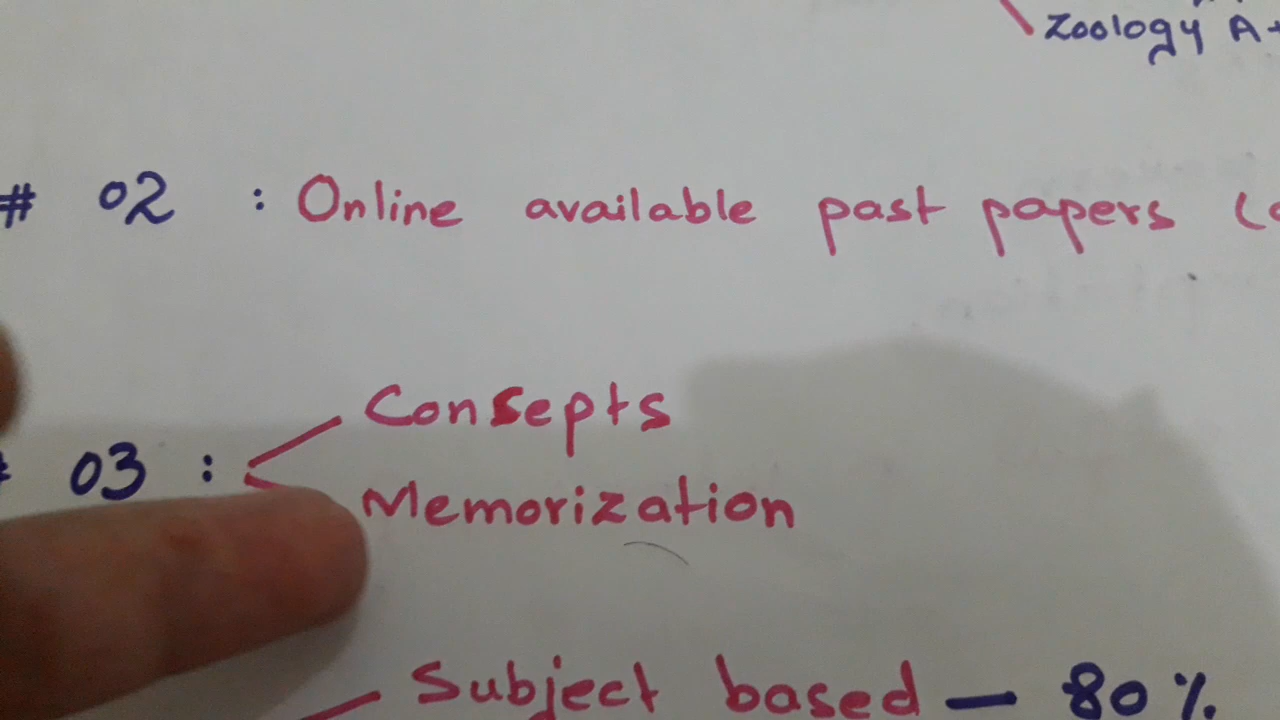 Zoology A+
# 02 : Online available past papers (
Consepts
# 03 :
Memorization
Subject based — 80%